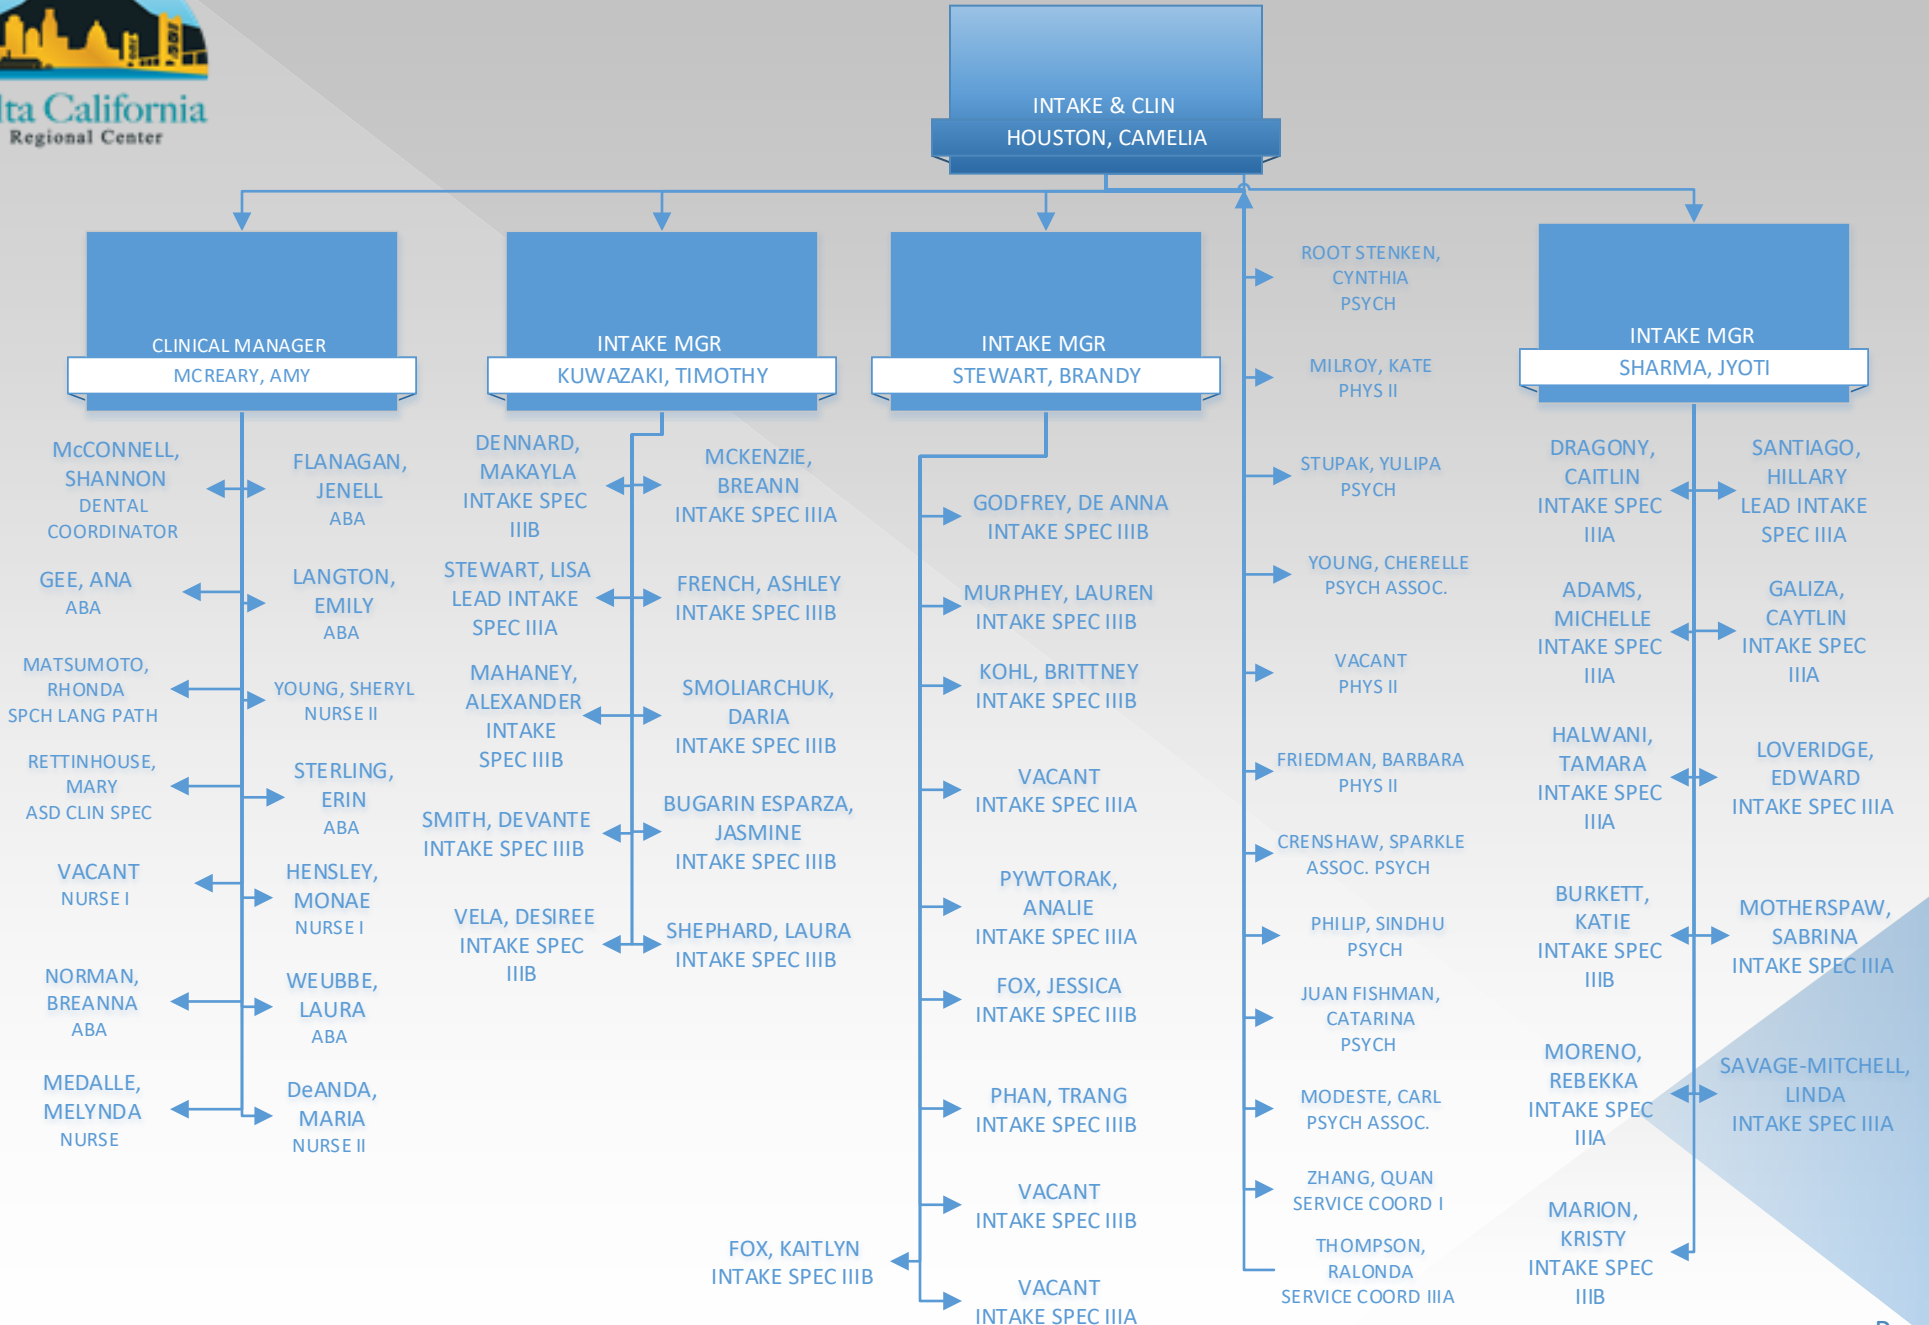 lta California
Regional Center
INTAKE & CLIN
HOUSTON, CAMELIA
CLINICAL MANAGER
MCREARY, AMY
McCONNELL,
SHANNON
DENTAL
COORDINATOR
FLANAGAN,
JENELL
ABA
GEE, ANA
ABA
LANGTON,
EMILY
ABA
MATSUMOTO,
RHONDA
SPCH LANG PATH
YOUNG, SHERYL
NURSE II
RETTINHOUSE,
MARY
ASD CLIN SPEC
STERLING,
ERIN
ABA
VACANT
NURSE I
HENSLEY,
MONAE
NURSE I
NORMAN,
BREANNA
ABA
WEUBBE,
LAURA
ABA
MEDALLE,
MELYNDA
NURSE
DeANDA,
MARIA
NURSE II
INTAKE MGR
KUWAZAKI, TIMOTHY
DENNARD,
MAKAYLA
INTAKE SPEC
IIIB
MCKENZIE,
BREANN
INTAKE SPEC IIIA
STEWART, LISA
LEAD INTAKE
SPEC IIIA
FRENCH, ASHLEY
INTAKE SPEC IIIB
MAHANEY,
ALEXANDER
INTAKE
SPEC IIIB
SMOLIARCHUK,
DARIA
INTAKE SPEC IIIB
SMITH, DEVANTE
INTAKE SPEC IIIB
BUGARIN ESPARZA,
JASMINE
INTAKE SPEC IIIB
VELA, DESIREE
INTAKE SPEC
IIIB
SHEPHARD, LAURA
INTAKE SPEC IIIB
INTAKE MGR
STEWART, BRANDY
GODFREY, DE ANNA
INTAKE SPEC IIIB
MURPHEY, LAUREN
INTAKE SPEC IIIB
KOHL, BRITTNEY
INTAKE SPEC IIIB
VACANT
INTAKE SPEC IIIA
PYWTORAK,
ANALIE
INTAKE SPEC IIIA
FOX, JESSICA
INTAKE SPEC IIIB
PHAN, TRANG
INTAKE SPEC IIIB
VACANT
INTAKE SPEC IIIB
FOX, KAITLYN
INTAKE SPEC IIIB
VACANT
INTAKE SPEC IIIA
ROOT STENKEN,
CYNTHIA
PSYCH
MILROY, KATE
PHYS II
STUPAK, YULIPA
PSYCH
YOUNG, CHERELLE
PSYCH ASSOC.
VACANT
PHYS II
FRIEDMAN, BARBARA
PHYS II
CRENSHAW, SPARKLE
ASSOC. PSYCH
PHILIP, SINDHU
PSYCH
JUAN FISHMAN,
CATARINA
PSYCH
MODESTE, CARL
PSYCH ASSOC.
ZHANG, QUAN
SERVICE COORD I
THOMPSON,
RALONDA
SERVICE COORD IIIA
INTAKE MGR
SHARMA, JYOTI
DRAGONY,
CAITLIN
INTAKE SPEC
IIIA
SANTIAGO,
HILLARY
LEAD INTAKE
SPEC IIIA
ADAMS,
MICHELLE
INTAKE SPEC
IIIA
GALIZA,
CAYTLIN
INTAKE SPEC
IIIA
HALWANI,
TAMARA
INTAKE SPEC
IIIA
LOVERIDGE,
EDWARD
INTAKE SPEC IIIA
BURKETT,
KATIE
INTAKE SPEC
IIIB
MOTHERSPAW,
SABRINA
INTAKE SPEC IIIA
MORENO,
REBEKKA
INTAKE SPEC
IIIA
SAVAGE-MITCHELL,
LINDA
INTAKE SPEC IIIA
MARION,
KRISTY
INTAKE SPEC
IIIB